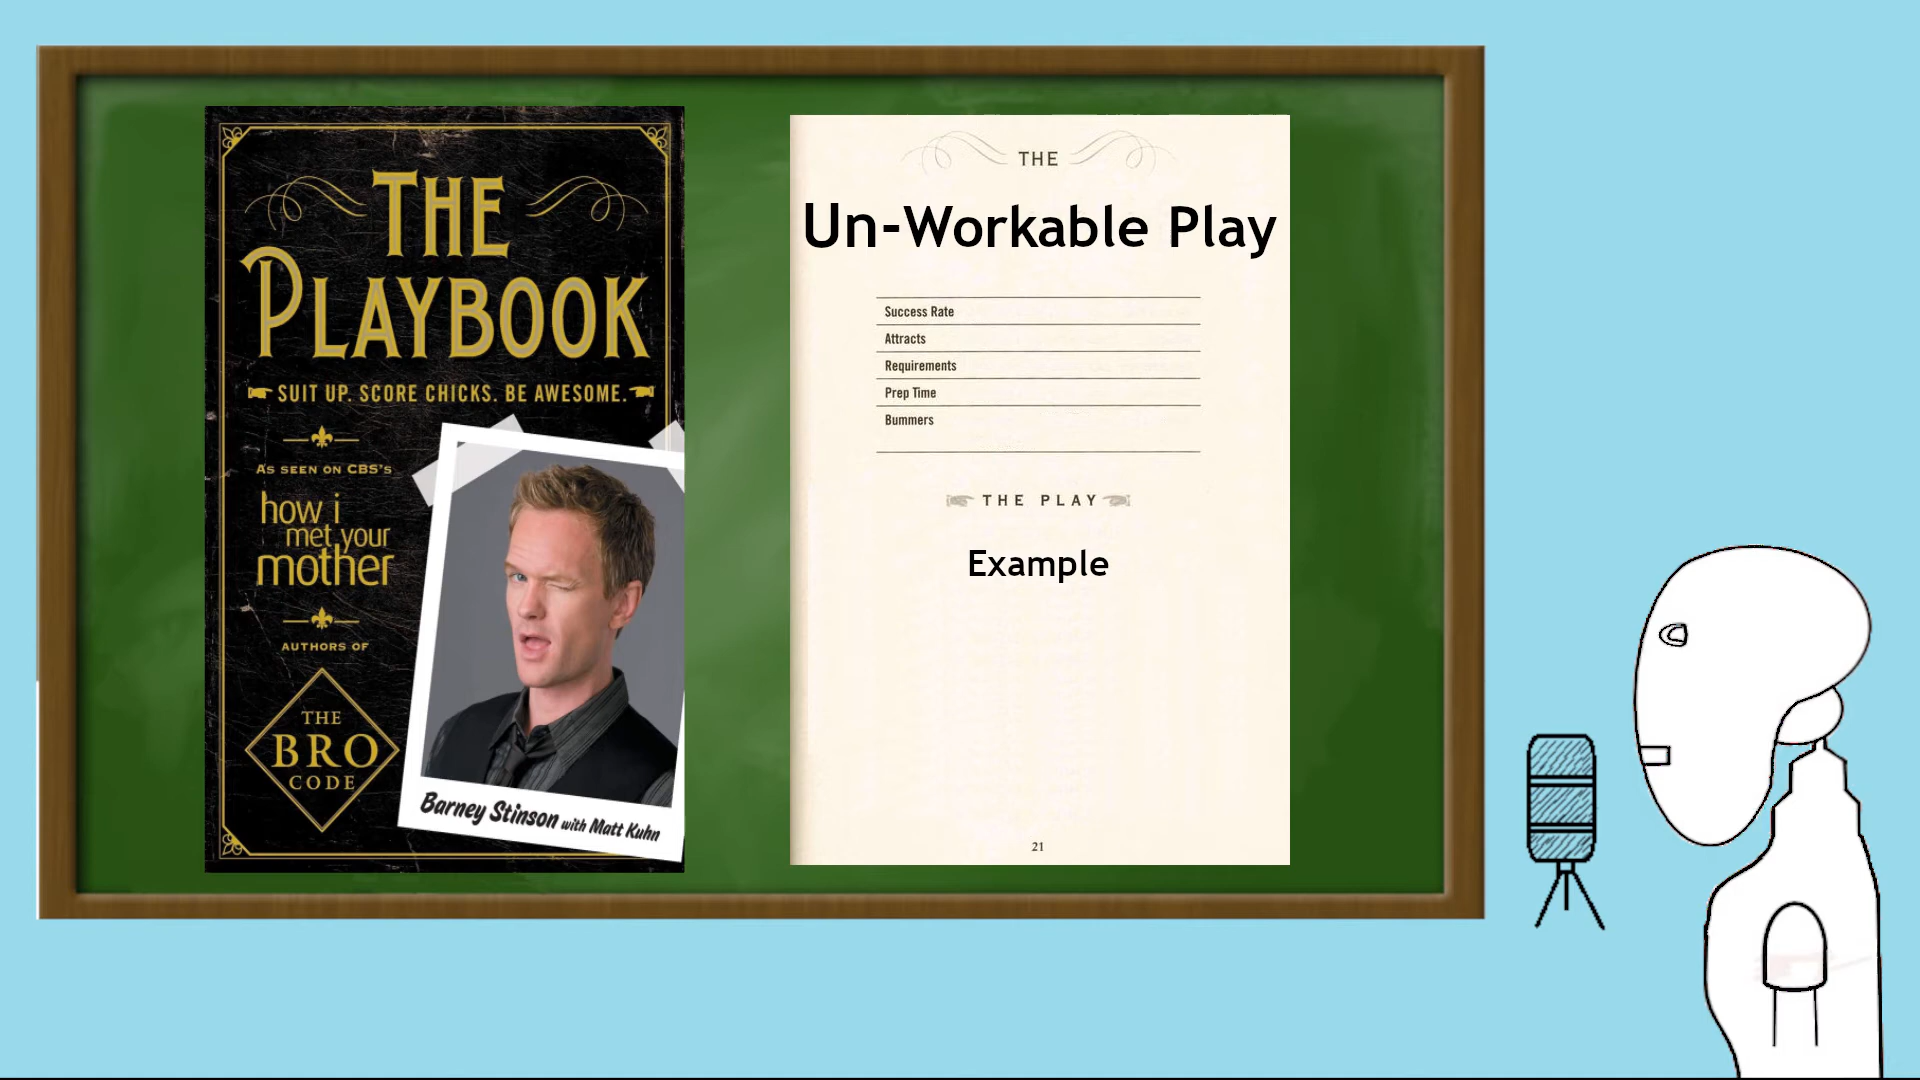 THE
PLAYBOOK
SUIT UP. SCORE CHICKS. BE AWESOME.
AS SEEN ON CBS's
how i
met your
mother
AUTHORS OF
THE
BRO
CODE
Barney Stinson with Matt Kuhn
THE
Un-Workable Play
Success Rate
Attracts
Requirements
Prep Time
Bummers
THE PLAY
Example
21